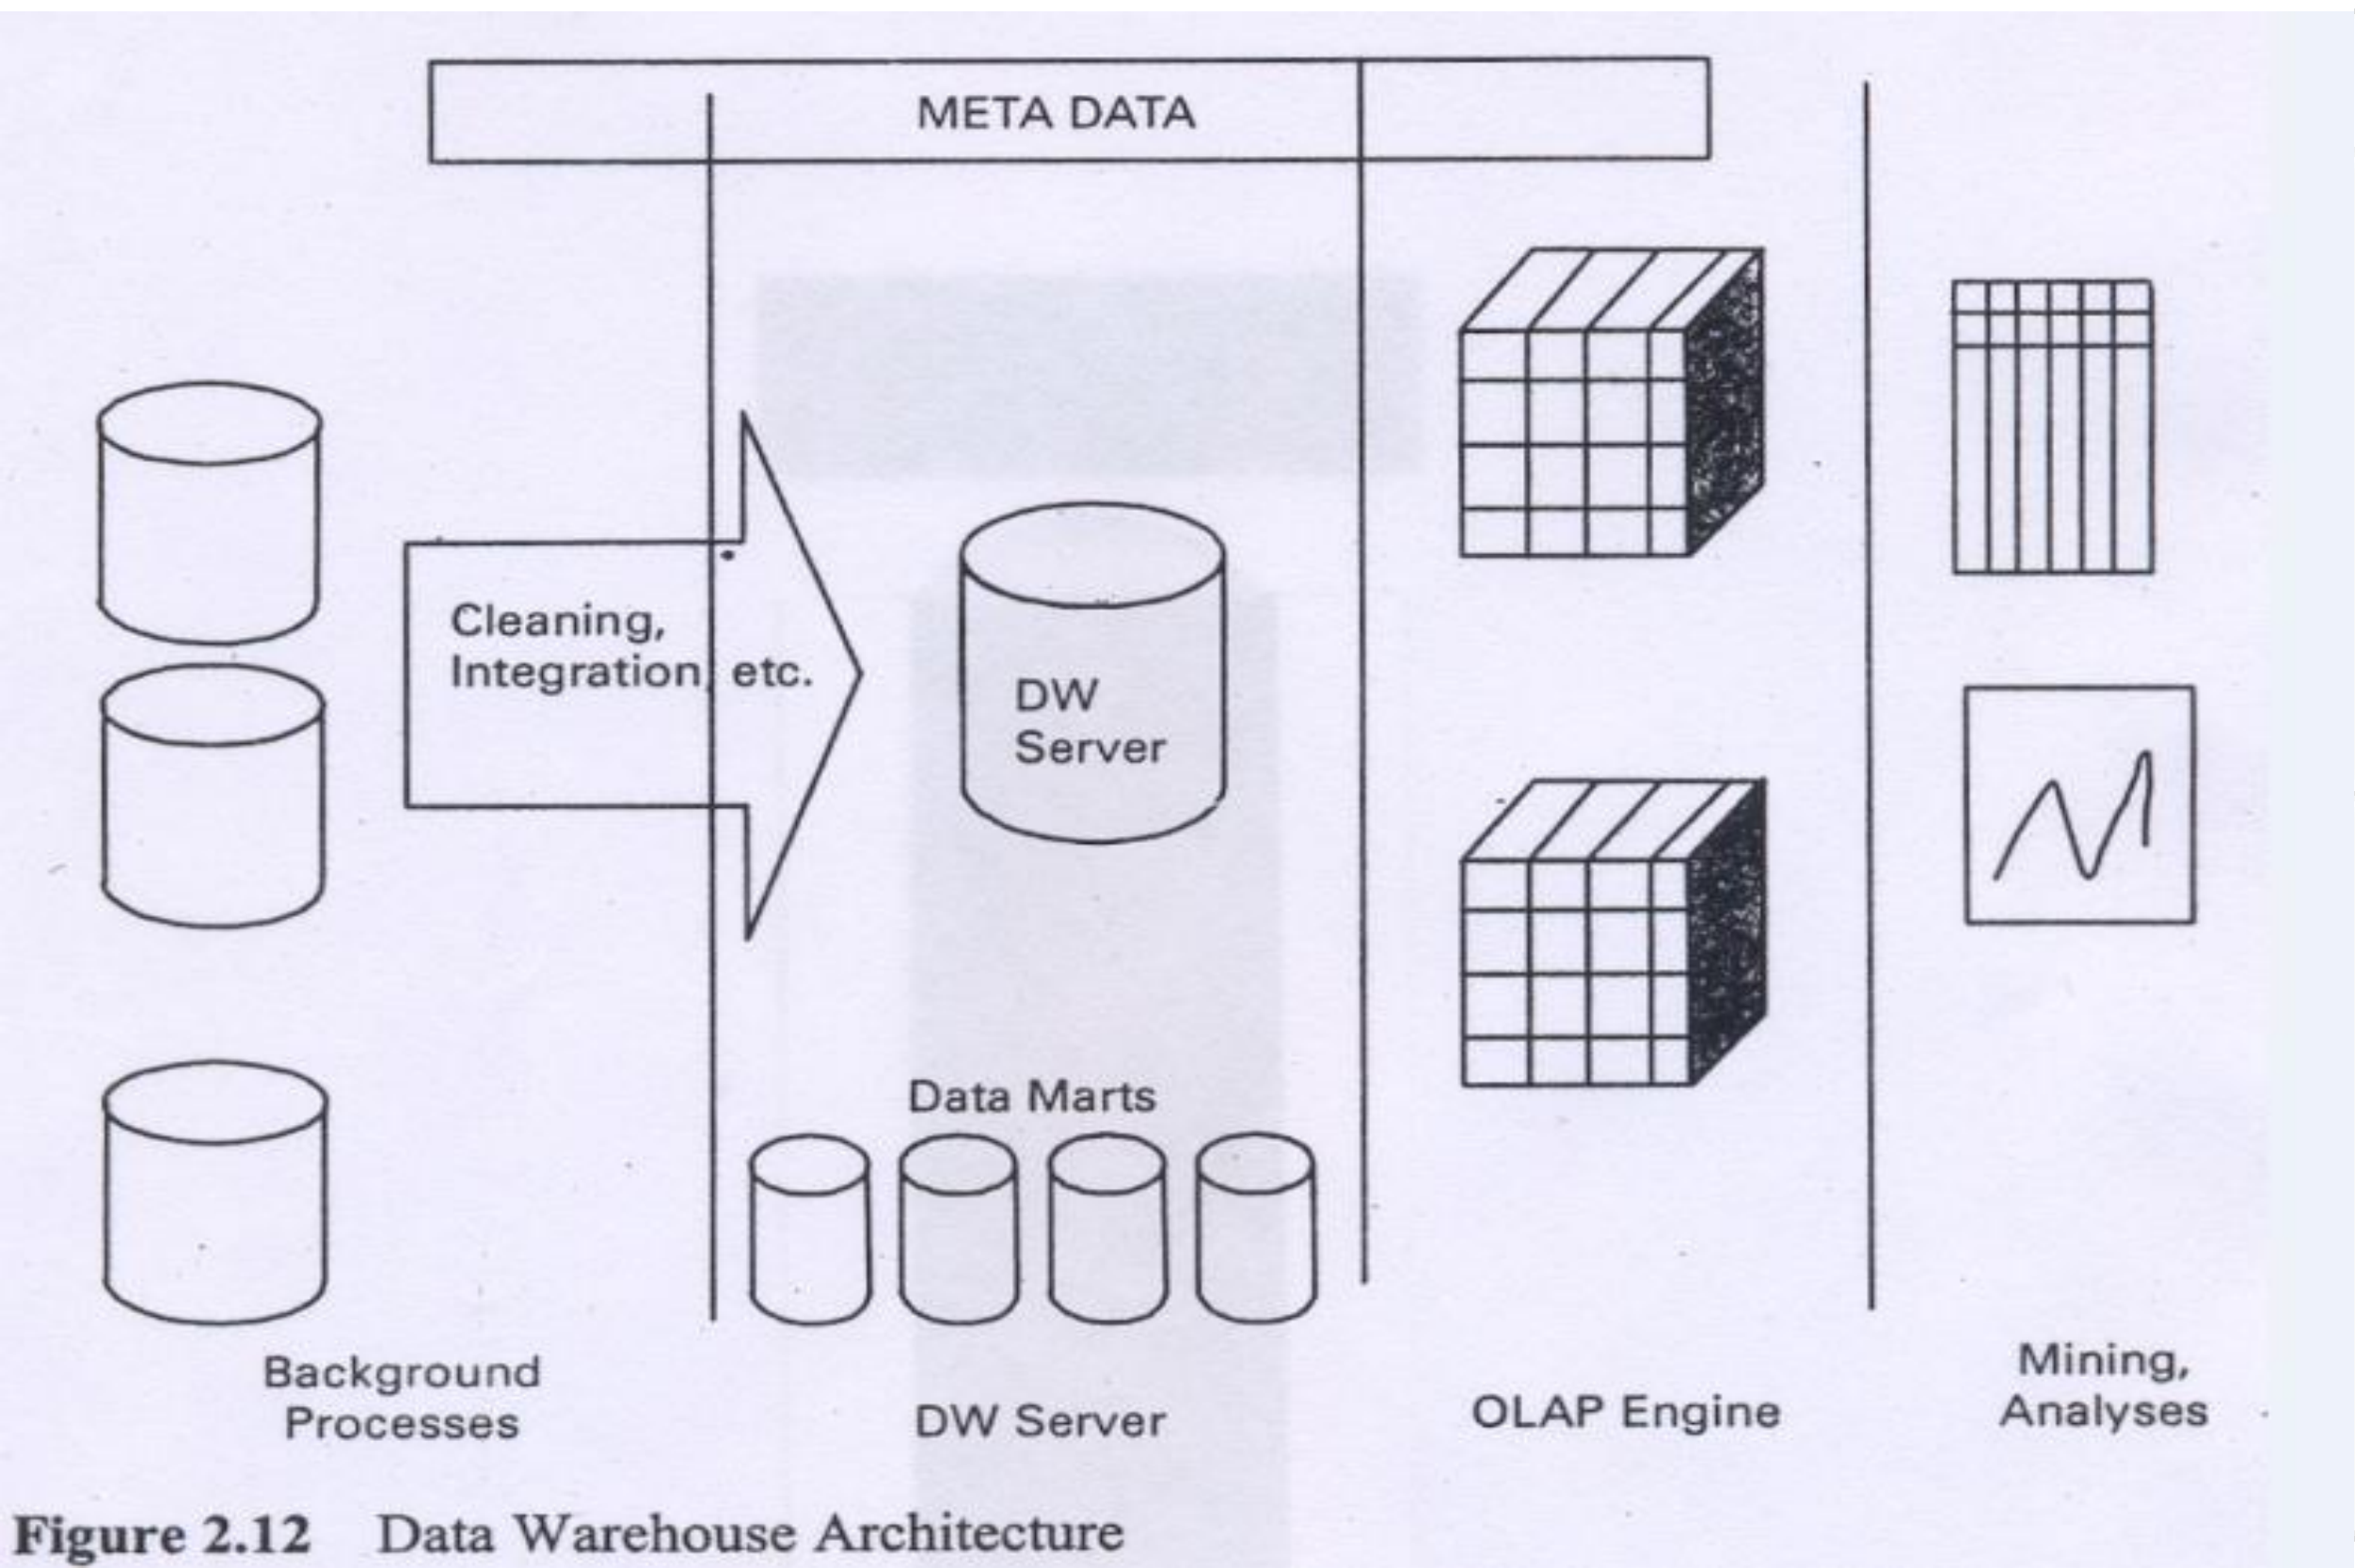 META DATA
Cleaning,
Integration, etc.
DW
Server
Data Marts
Background
Processes
DW Server
OLAP Engine
Mining,
Analyses
Figure 2.12 Data Warehouse Architecture